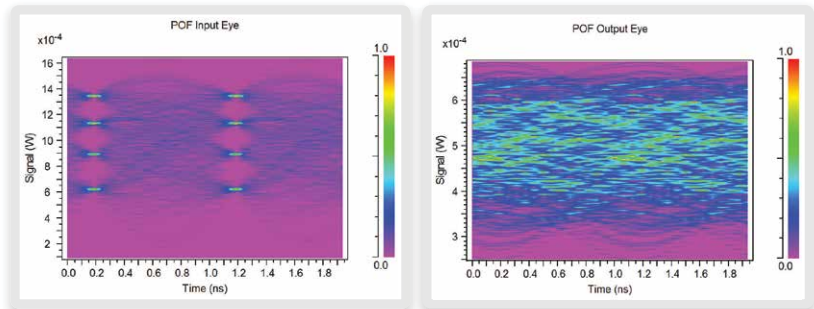 POF Input Eye
x10⁻⁴
16
14
12
10
8
6
4
2
Signal (W)
0.0 0.2 0.4 0.6 0.8 1.0 1.2 1.4 1.6 1.8
Time (ns)
1.0
0.0
POF Output Eye
x10⁻⁴
6
5
4
3
Signal (W)
0.0 0.2 0.4 0.6 0.8 1.0 1.2 1.4 1.6 1.8
Time (ns)
1.0
0.0